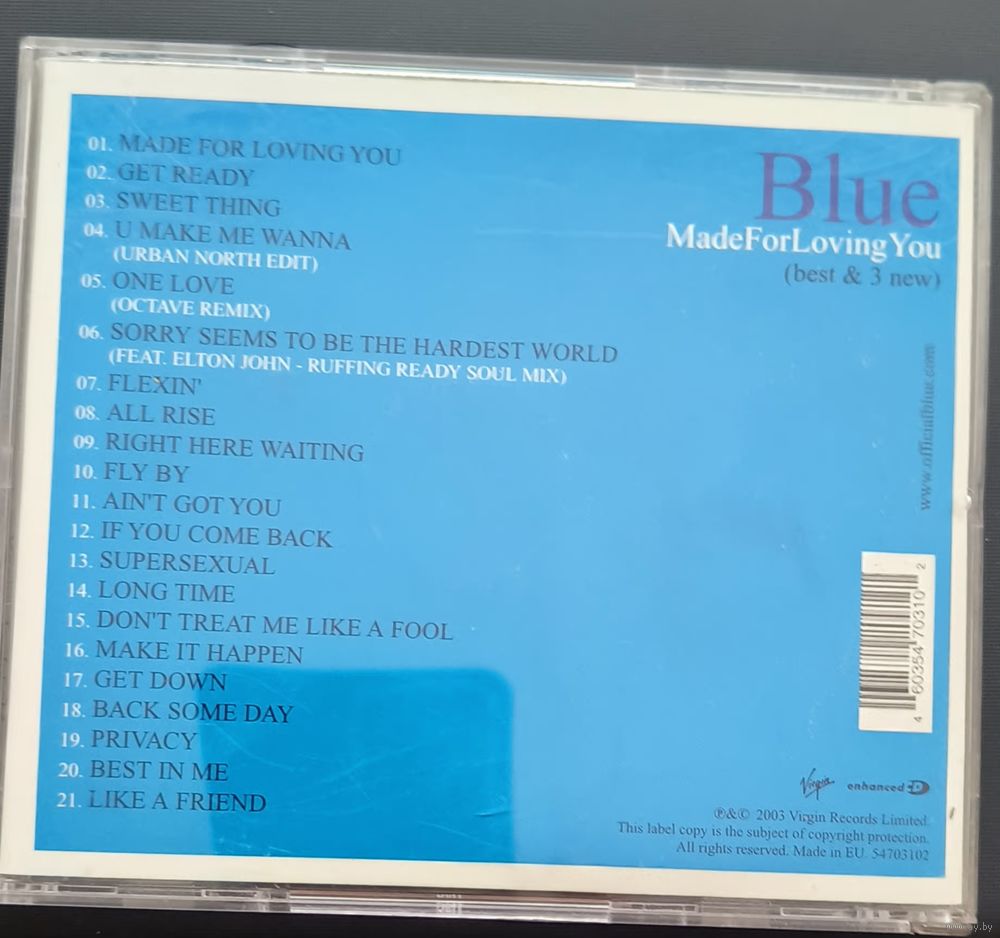 01. MADE FOR LOVING YOU
02. GET READY
03. SWEET THING
04. U MAKE ME WANNA
(URBAN NORTH EDIT)
05. ONE LOVE
(OCTAVE REMIX)
06. SORRY SEEMS TO BE THE HARDEST WORLD
(FEAT. ELTON JOHN - RUFFING READY SOUL MIX)
07. FLEXIN'
08. ALL RISE
09. RIGHT HERE WAITING
10. FLY BY
11. AIN'T GOT YOU
12. IF YOU COME BACK
13. SUPERSEXUAL
14. LONG TIME
15. DON'T TREAT ME LIKE A FOOL
16. MAKE IT HAPPEN
17. GET DOWN
18. BACK SOME DAY
19. PRIVACY
20. BEST IN ME
21. LIKE A FRIEND
Blue
MadeForLovingYou
(best & 3 new)
www.officialblue.com
4 60354 70310 2
Virgin
enhanced CD
℗&© 2003 Virgin Records Limited.
This label copy is the subject of copyright protection.
All rights reserved. Made in EU. 54703102